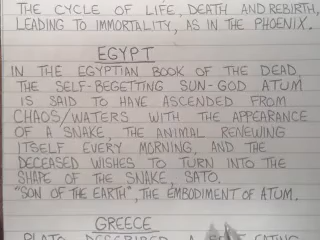 THE CYCLE OF LIFE, DEATH AND REBIRTH,
LEADING TO IMMORTALITY, AS IN THE PHOENIX.
EGYPT
IN THE EGYPTIAN BOOK OF THE DEAD
THE SELF-BEGETTING SUN-GOD ATUM
IS SAID TO HAVE ASCENDED FROM
CHAOS/WATERS WITH THE APPEARANCE
OF A SNAKE, THE ANIMAL RENEWING
ITSELF EVERY MORNING, AND THE
DECEASED WISHES TO TURN INTO THE
SHAPE OF THE SNAKE, SATO.
"SON OF THE EARTH", THE EMBODIMENT OF ATUM.
GREECE
PLATO DESCRIBED A